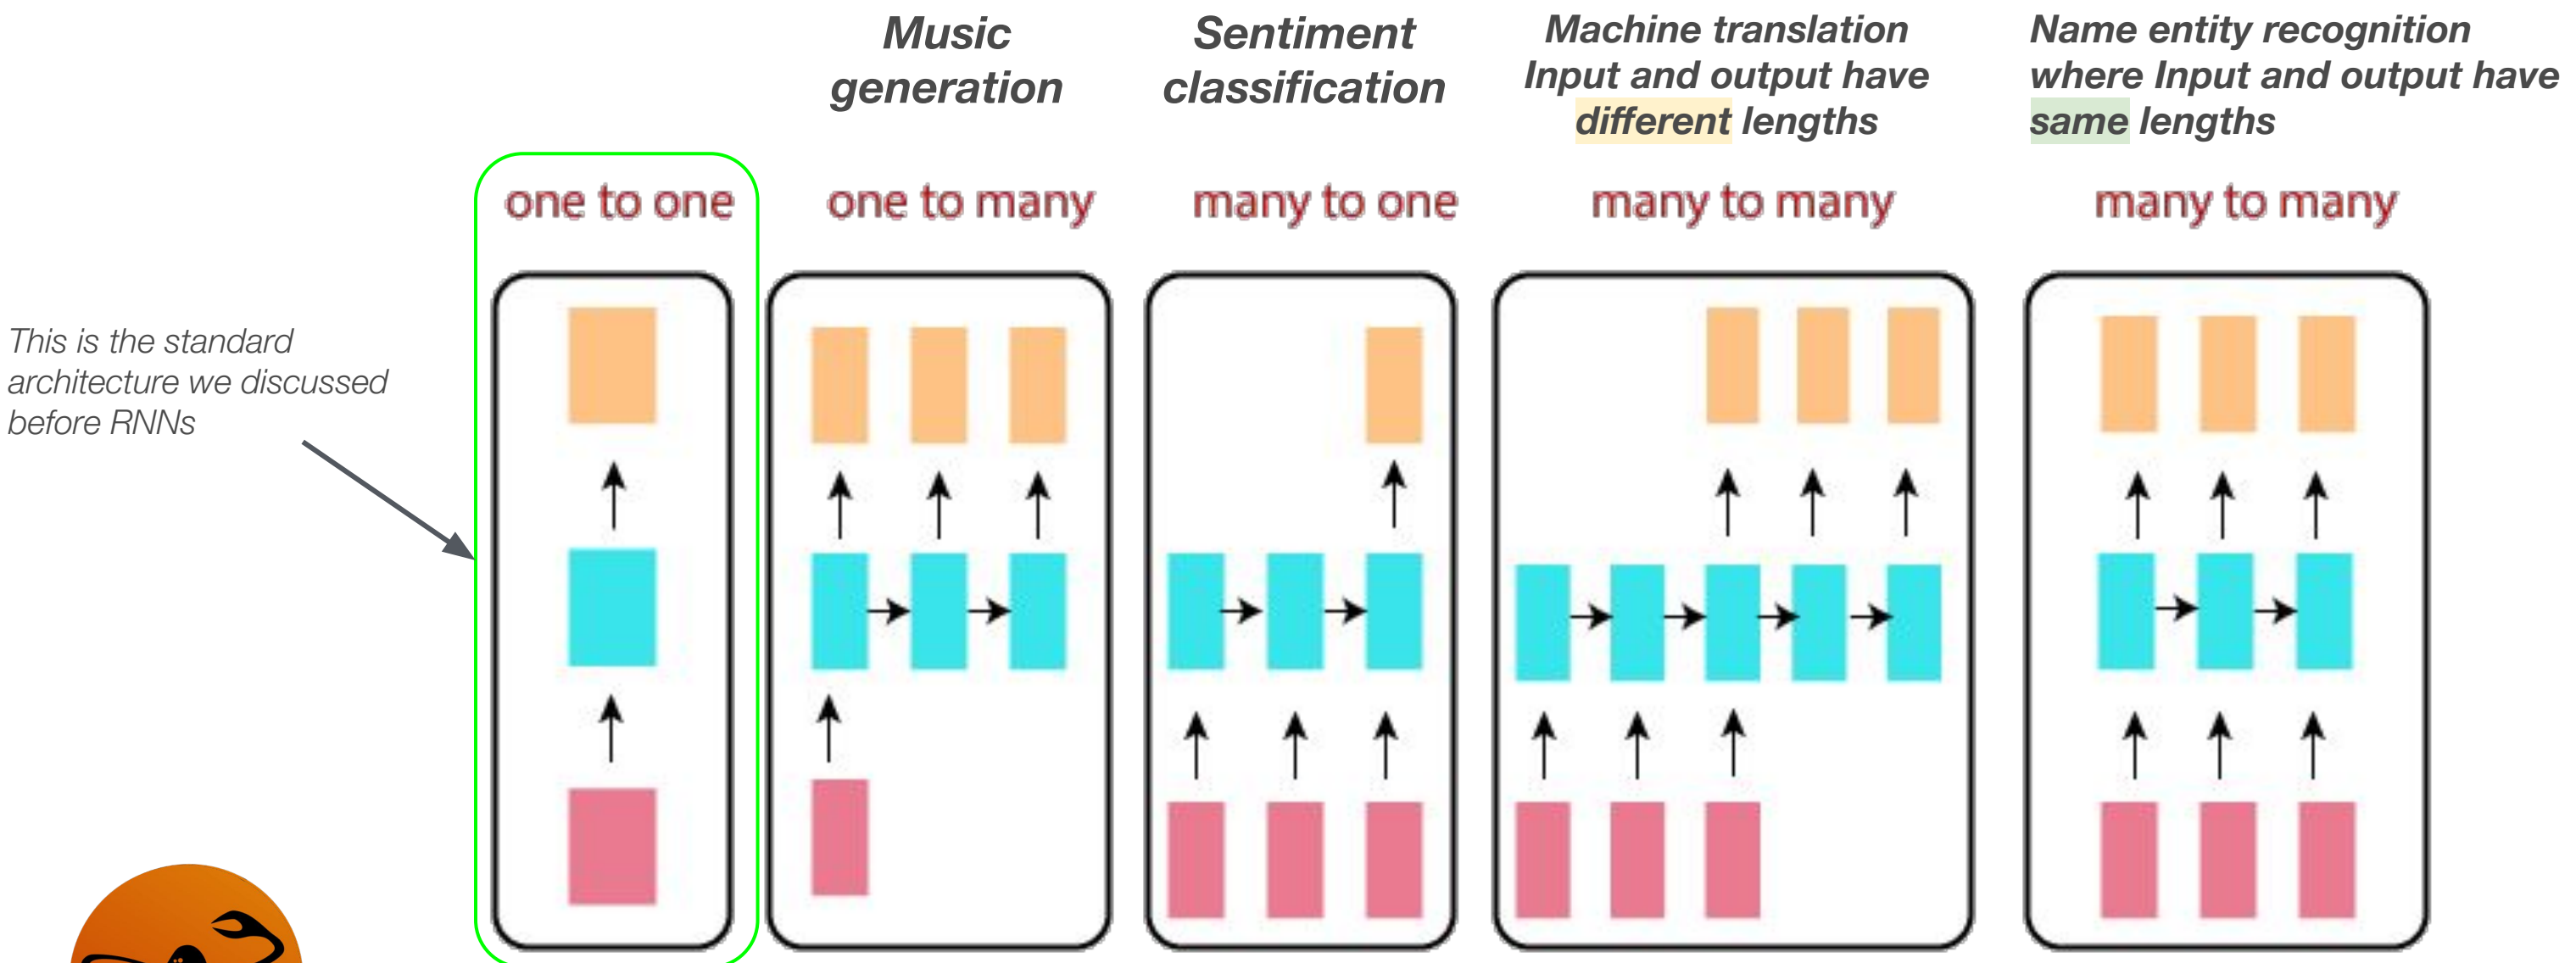 Music
generation
Sentiment
classification
Machine translation
Input and output have
different lengths
Name entity recognition
where Input and output have
same lengths
one to one
one to many
many to one
many to many
many to many
This is the standard
architecture we discussed
before RNNs